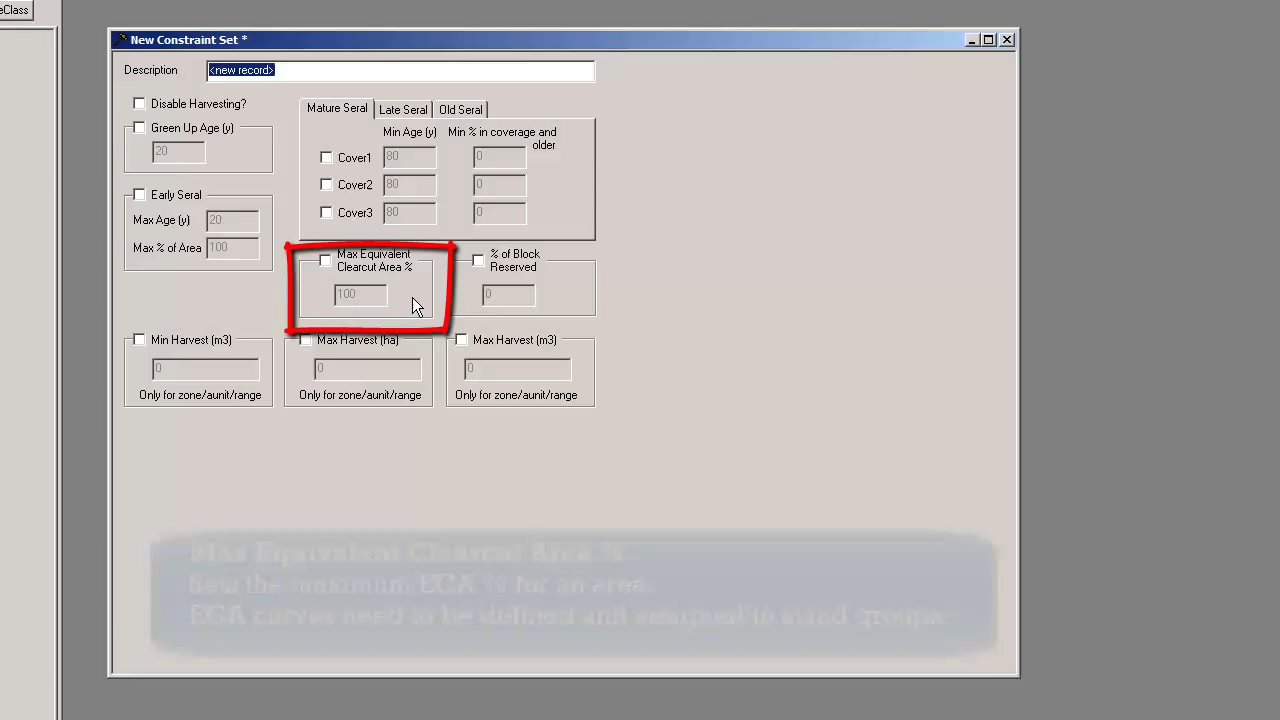 eClass
New Constraint Set *
Description <new record>
Disable Harvesting?
Green Up Age (y)
20
Early Seral
Max Age (y) 20
Max % of Area 100
Mature Seral Late Seral Old Seral
Min Age (y) Min % in coverage and older
Cover1 80 0
Cover2 80 0
Cover3 80 0
Max Equivalent
Clearcut Area %
100
% of Block
Reserved
0
Min Harvest (m3)
0
Only for zone/aunit/range
Max Harvest (ha)
0
Only for zone/aunit/range
Max Harvest (m3)
0
Only for zone/aunit/range
Max Equivalent Clearcut Area %
Sets the maximum ECA % for an area.
ECA curves need to be defined and assigned to stand groups